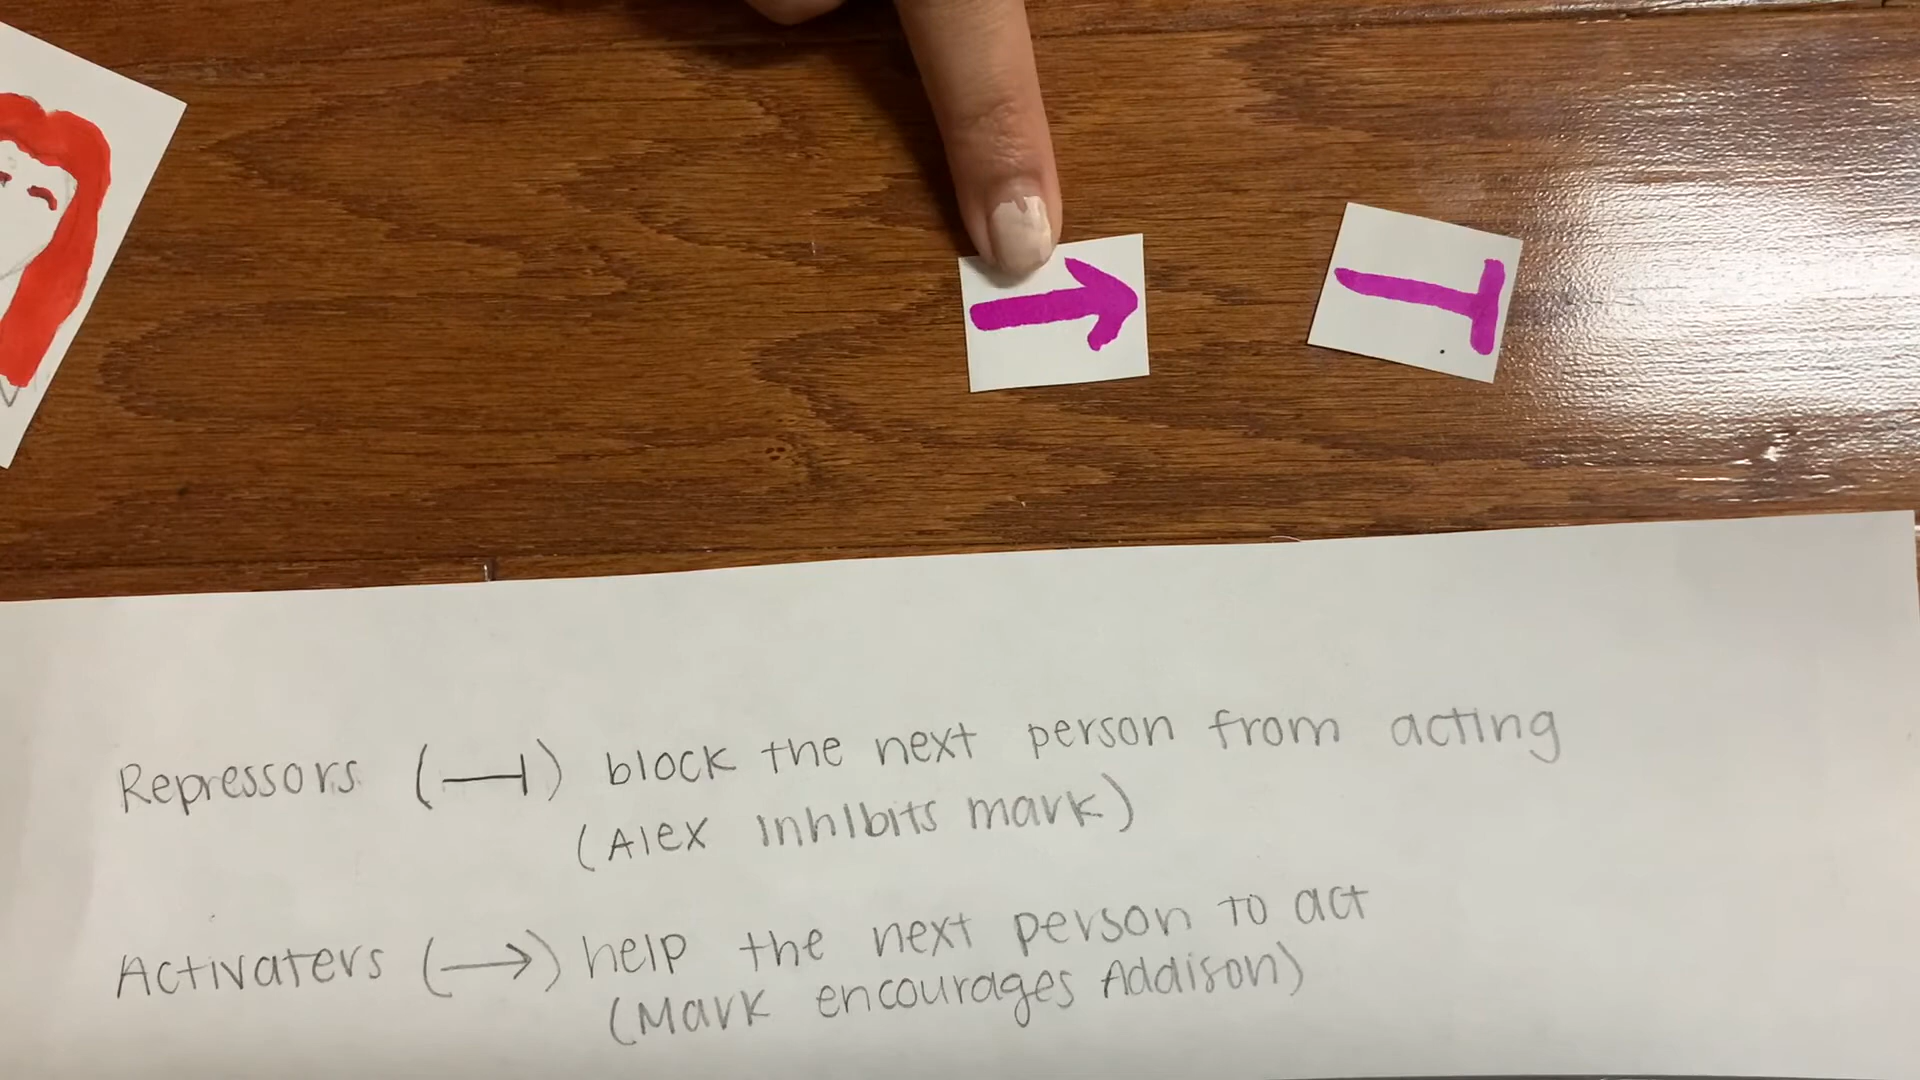 Repressors (—|) block the next person from acting
(Alex inhibits mark)
Activaters (→) help the next person to act
(Mark encourages Addison)